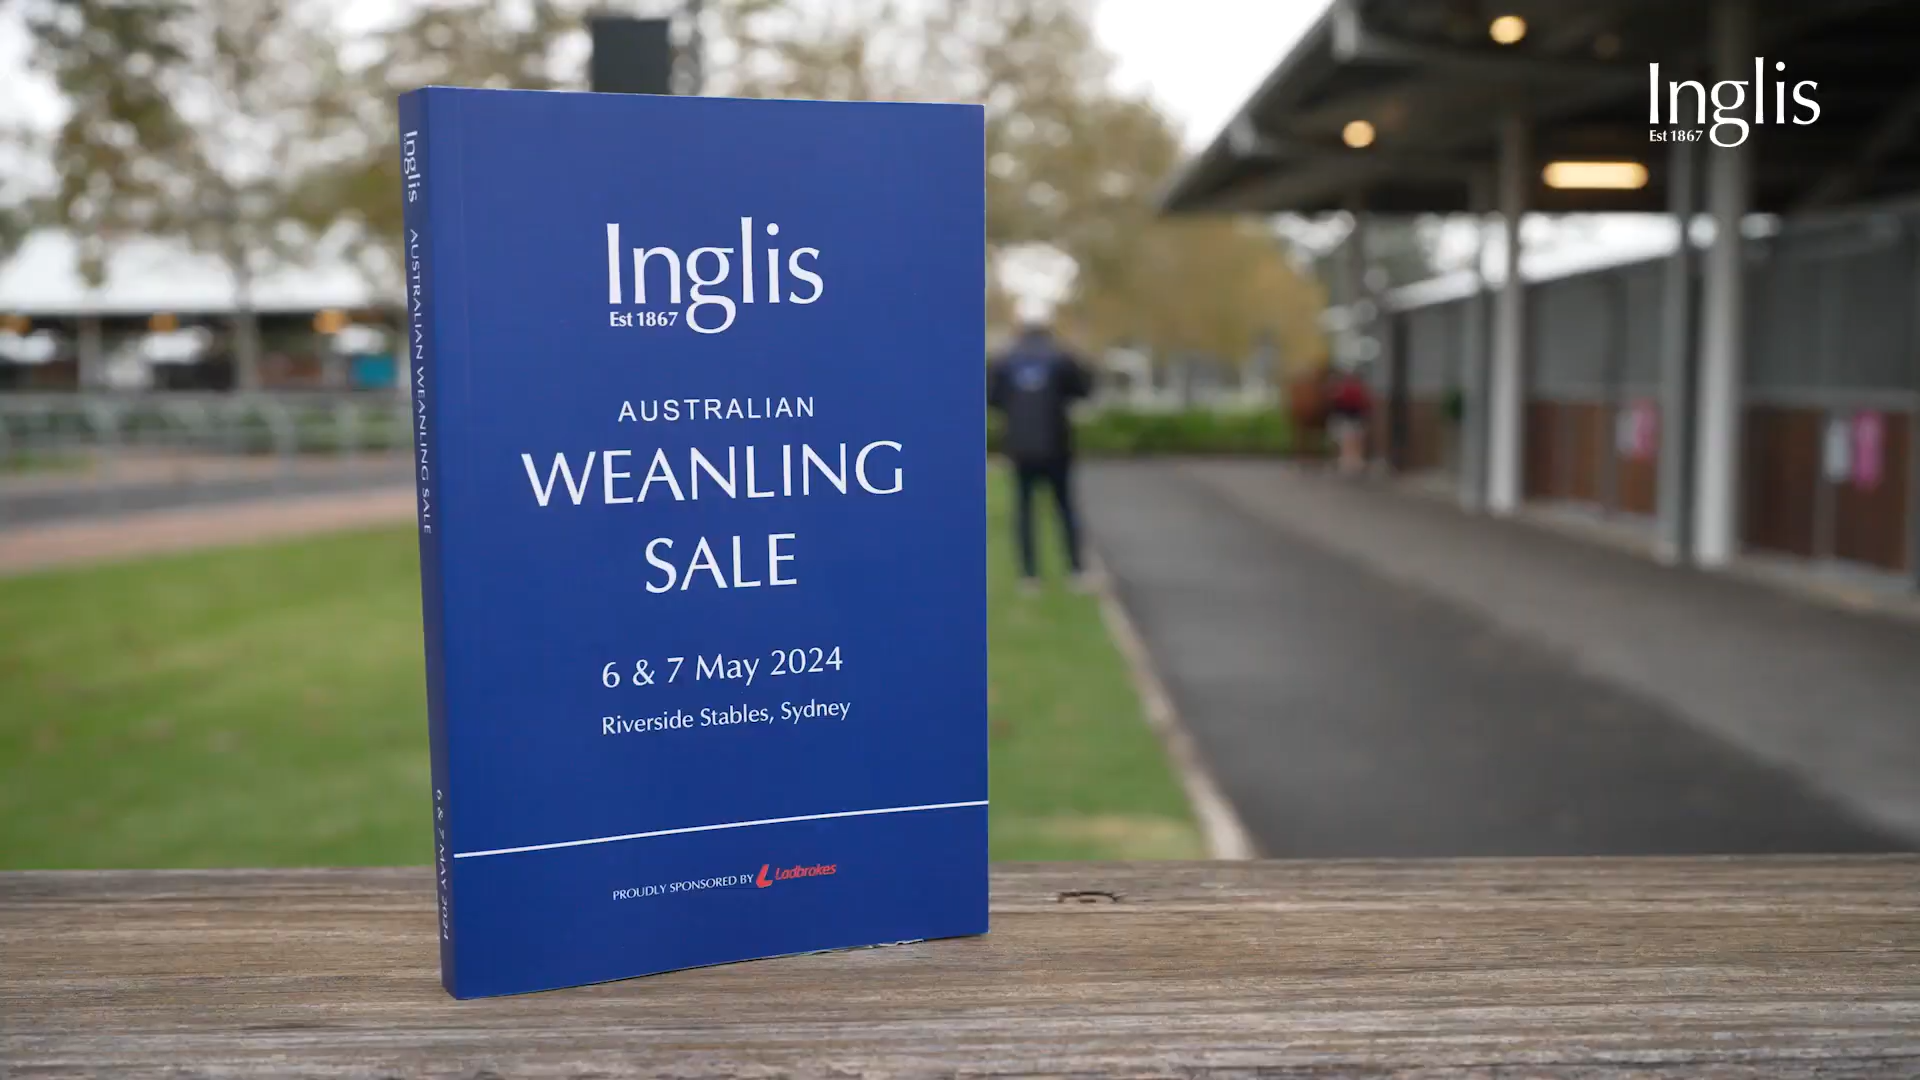 Inglis
Est 1867
Inglis
AUSTRALIAN WEANLING SALE
6 & 7 MAY 2024
Inglis
Est 1867
AUSTRALIAN
WEANLING
SALE
6 & 7 May 2024
Riverside Stables, Sydney
PROUDLY SPONSORED BY Ladbrokes